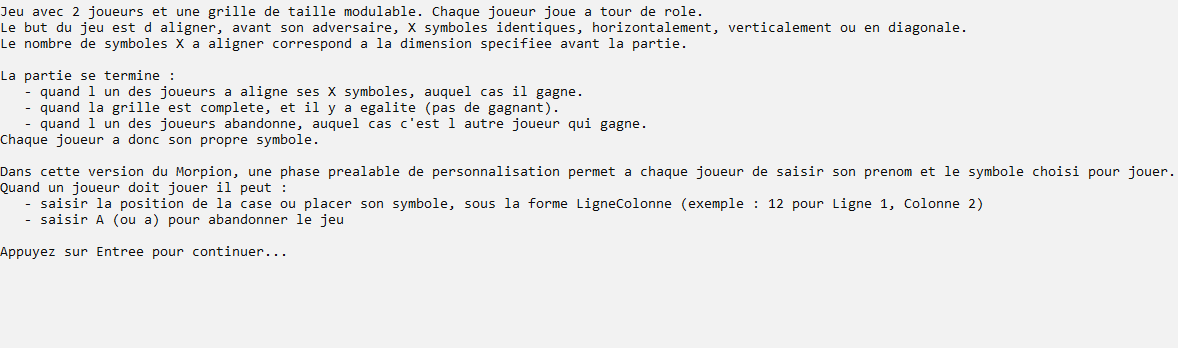 Jeu avec 2 joueurs et une grille de taille modulable. Chaque joueur joue a tour de role.
Le but du jeu est d aligner, avant son adversaire, X symboles identiques, horizontalement, verticalement ou en diagonale.
Le nombre de symboles X a aligner correspond a la dimension specifiee avant la partie.
La partie se termine :
- quand l un des joueurs a aligne ses X symboles, auquel cas il gagne.
- quand la grille est complete, et il y a egalite (pas de gagnant).
- quand l un des joueurs abandonne, auquel cas c'est l autre joueur qui gagne.
Chaque joueur a donc son propre symbole.
Dans cette version du Morpion, une phase prealable de personnalisation permet a chaque joueur de saisir son prenom et le symbole choisi pour jouer.
Quand un joueur doit jouer il peut :
- saisir la position de la case ou placer son symbole, sous la forme LigneColonne (exemple : 12 pour Ligne 1, Colonne 2)
- saisir A (ou a) pour abandonner le jeu
Appuyez sur Entree pour continuer...